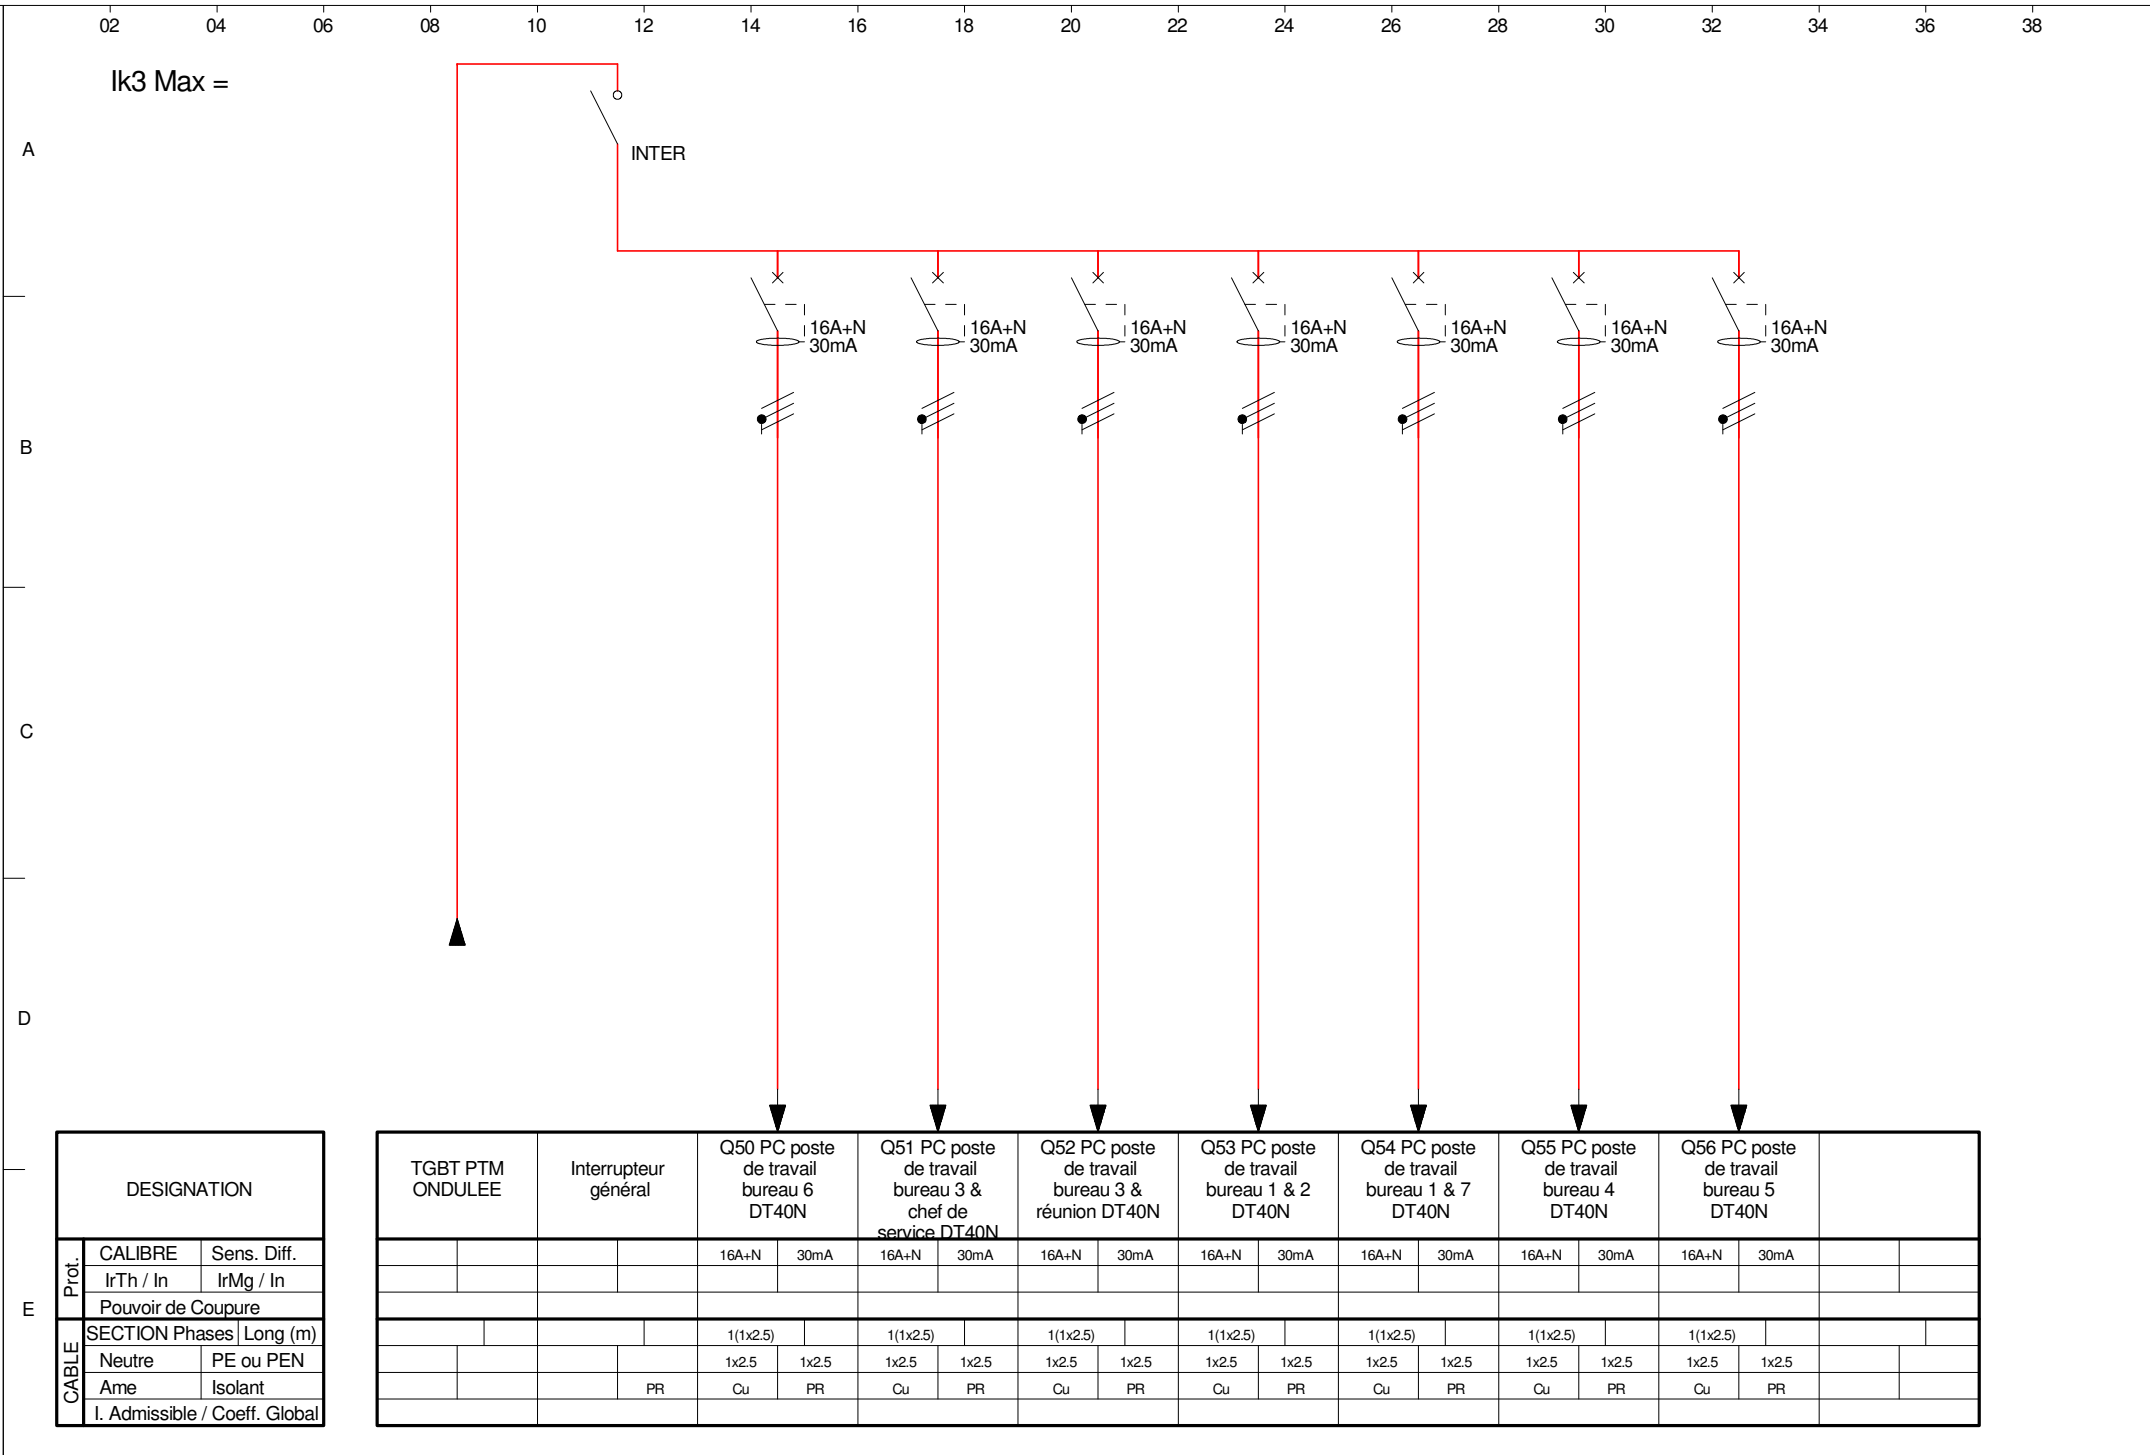 02 04 06 08 10 12 14 16 18 20 22 24 26 28 30 32 34 36 38
Ik3 Max =
A
INTER
16A+N 16A+N 16A+N 16A+N 16A+N 16A+N 16A+N
30mA 30mA 30mA 30mA 30mA 30mA 30mA
B
C
D
DESIGNATION
TGBT PTM
ONDULEE
Interrupteur
général
Q50 PC poste
de travail
bureau 6
DT40N
Q51 PC poste
de travail
bureau 3 &
chef de
service DT40N
Q52 PC poste
de travail
bureau 3 &
réunion DT40N
Q53 PC poste
de travail
bureau 1 & 2
DT40N
Q54 PC poste
de travail
bureau 1 & 7
DT40N
Q55 PC poste
de travail
bureau 4
DT40N
Q56 PC poste
de travail
bureau 5
DT40N
E
Prot.
CALIBRE Sens. Diff. 16A+N 30mA 16A+N 30mA 16A+N 30mA 16A+N 30mA 16A+N 30mA 16A+N 30mA 16A+N 30mA
IrTh / In IrMg / In
Pouvoir de Coupure
CABLE
SECTION Phases Long (m) 1(1x2.5) 1(1x2.5) 1(1x2.5) 1(1x2.5) 1(1x2.5) 1(1x2.5) 1(1x2.5)
Neutre PE ou PEN 1x2.5 1x2.5 1x2.5 1x2.5 1x2.5 1x2.5 1x2.5 1x2.5 1x2.5 1x2.5 1x2.5 1x2.5 1x2.5 1x2.5
Ame Isolant PR Cu PR Cu PR Cu PR Cu PR Cu PR Cu PR Cu PR
I. Admissible / Coeff. Global